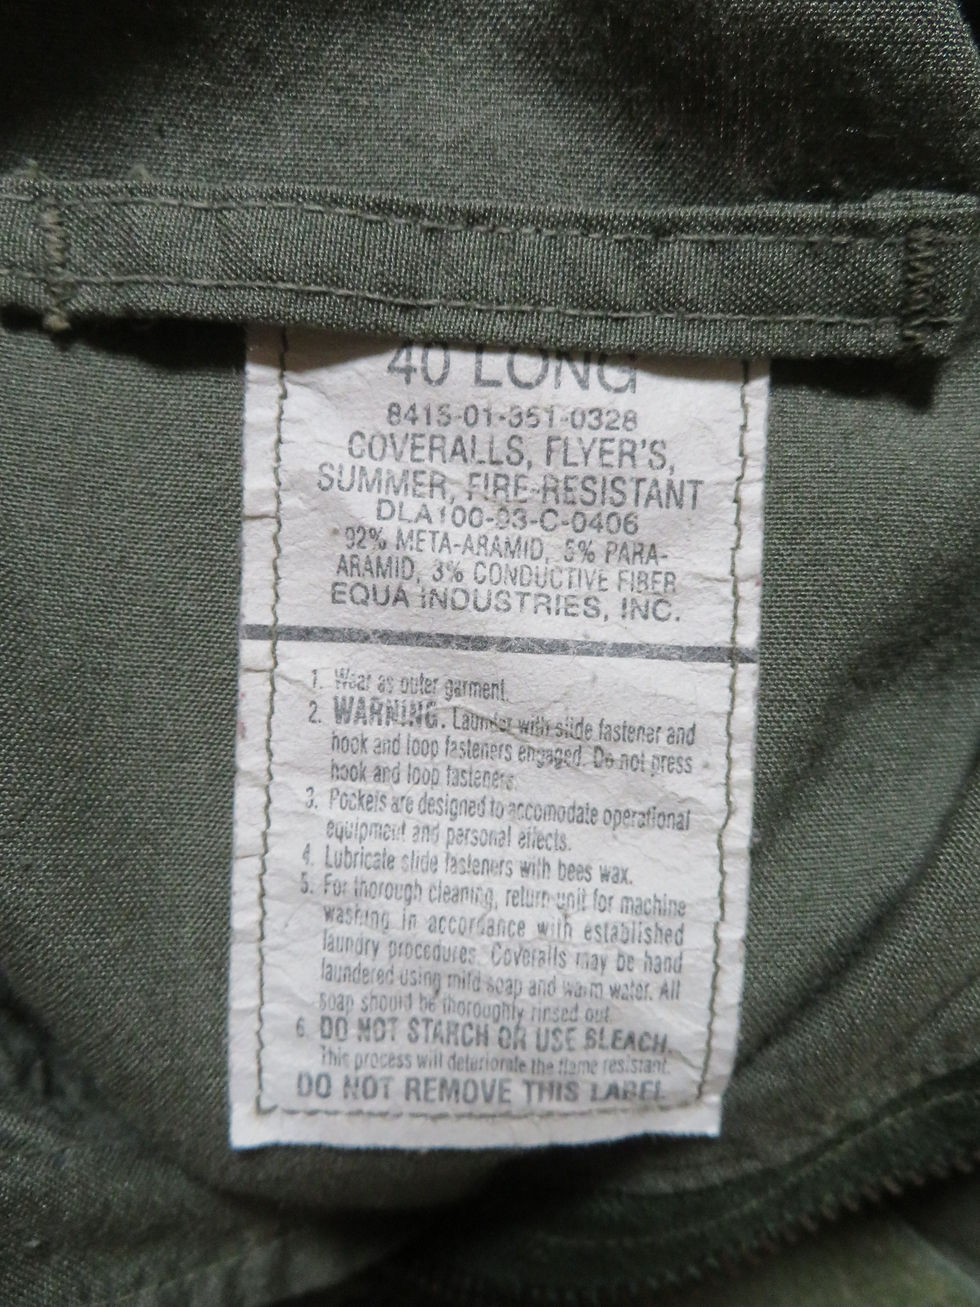 40 LONG
8415-01-351-0328
COVERALLS, FLYER'S,
SUMMER, FIRE-RESISTANT
DLA100-93-C-0406
92% META-ARAMID, 5% PARA-
ARAMID, 3% CONDUCTIVE FIBER
EQUA INDUSTRIES, INC.
1. Wear as outer garment.
2. WARNING. Launder with slide fastener and
hook and loop fasteners engaged. Do not press
hook and loop fasteners.
3. Pockets are designed to accomodate operational
equipment and personal effects.
4. Lubricate slide fasteners with bees wax.
5. For thorough cleaning, return unit for machine
washing in accordance with established
laundry procedures. Coveralls may be hand
laundered using mild soap and warm water. All
soap should be thoroughly rinsed out.
6. DO NOT STARCH OR USE BLEACH.
This process will deteriorate the flame resistant.
DO NOT REMOVE THIS LABEL